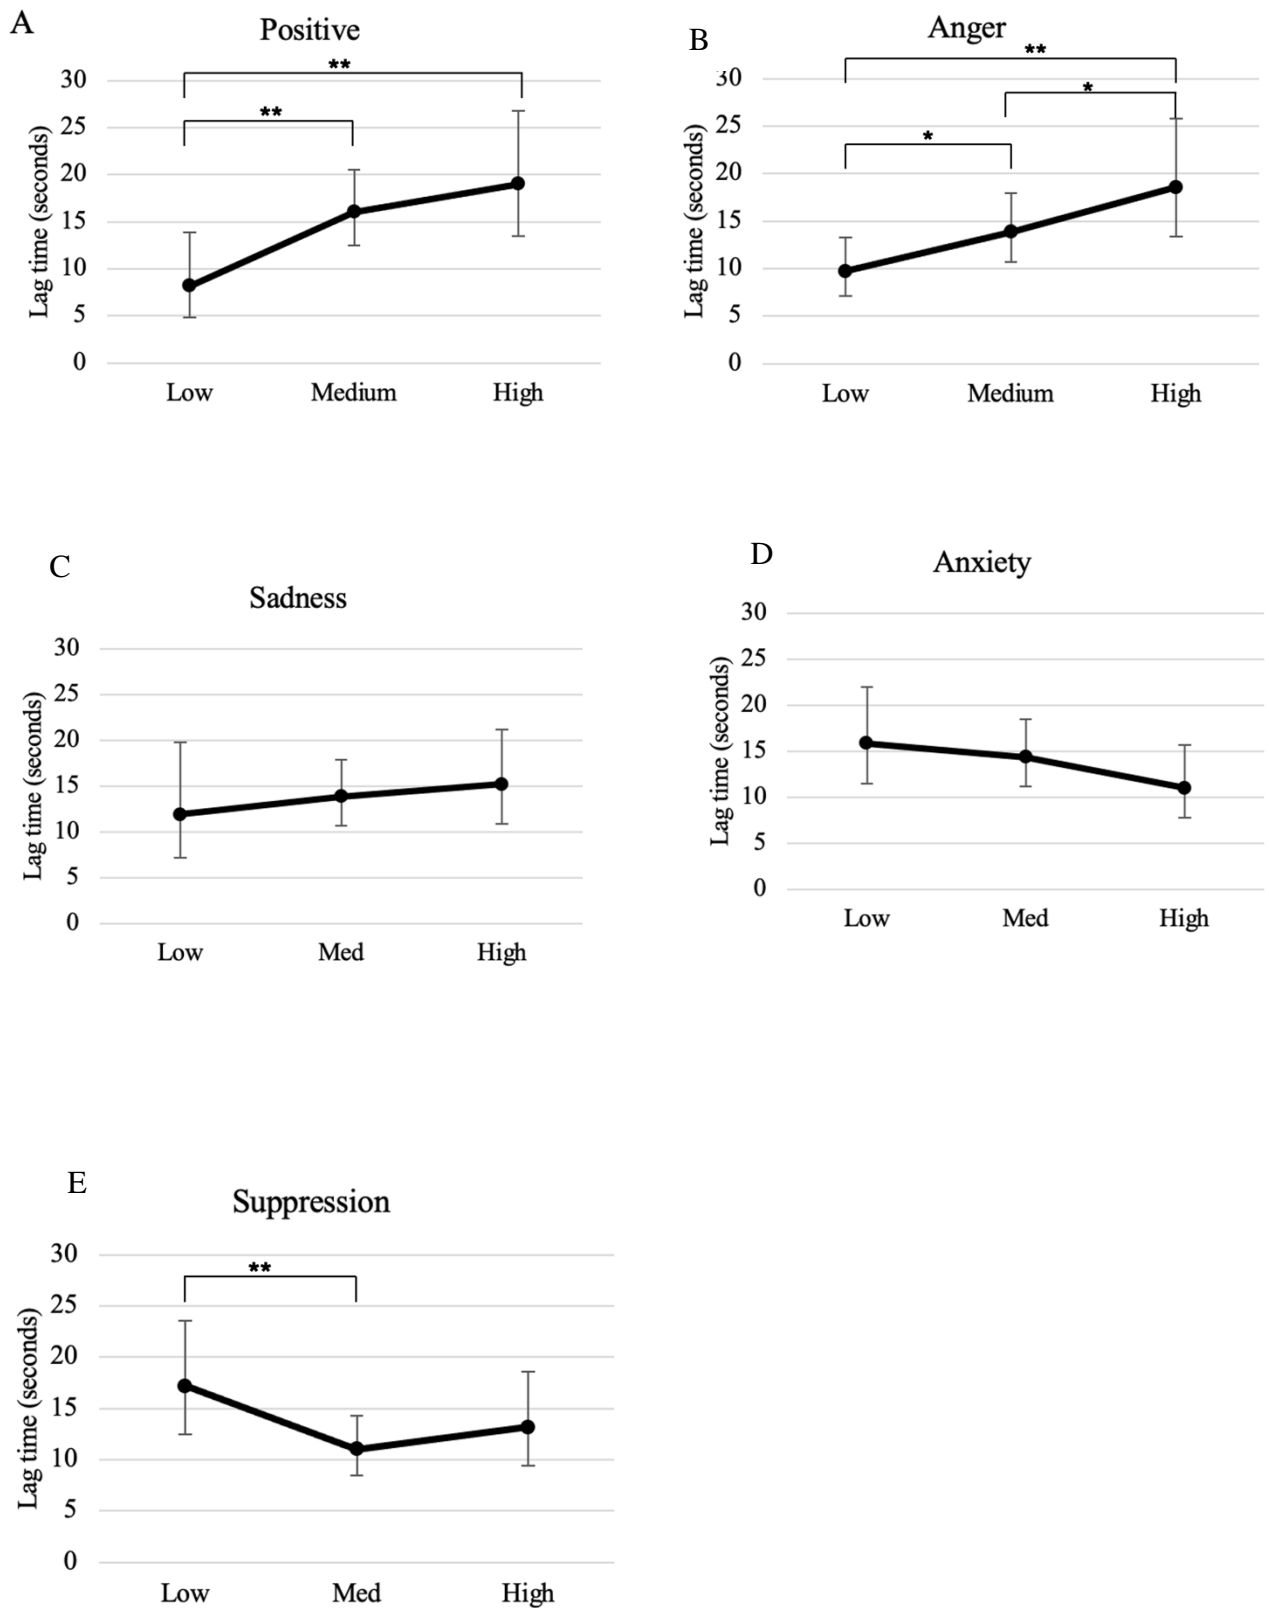 A
Positive
**
**
30
25
20
15
10
5
0
Lag time (seconds)
Low Medium High
B
Anger
**
*
*
30
25
20
15
10
5
0
Lag time (seconds)
Low Medium High
C
Sadness
30
25
20
15
10
5
0
Lag time (seconds)
Low Med High
D
Anxiety
30
25
20
15
10
5
0
Lag time (seconds)
Low Med High
E
Suppression
**
30
25
20
15
10
5
0
Lag time (seconds)
Low Med High